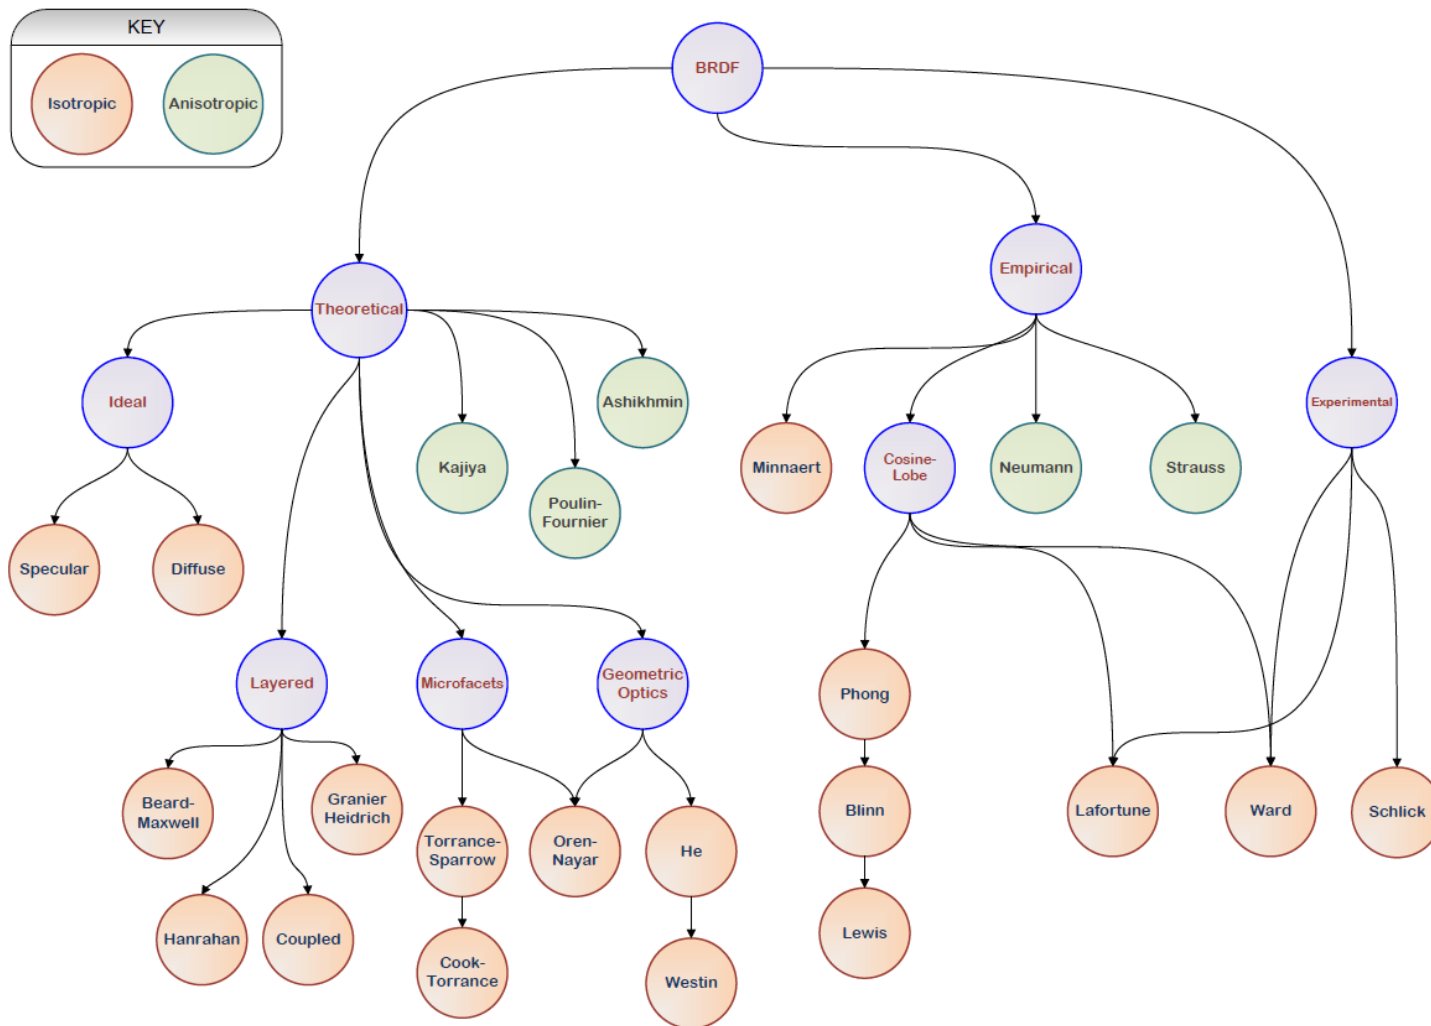 KEY
Isotropic
Anisotropic
BRDF
Theoretical
Empirical
Experimental
Ideal
Kajiya
Poulin-
Fournier
Ashikhmin
Minnaert
Cosine-
Lobe
Neumann
Strauss
Specular
Diffuse
Layered
Microfacets
Geometric
Optics
Phong
Beard-
Maxwell
Granier
Heidrich
Torrance-
Sparrow
Oren-
Nayar
He
Blinn
Lafortune
Ward
Schlick
Hanrahan
Coupled
Cook-
Torrance
Westin
Lewis